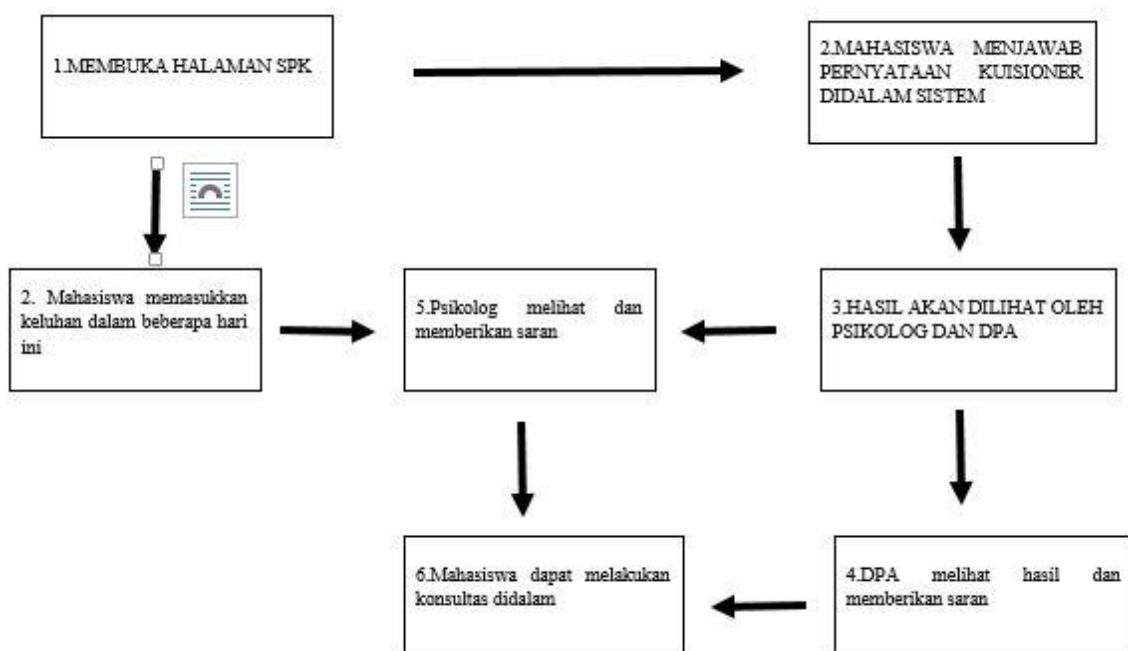 1.MEMBUKA HALAMAN SPK
2.MAHASISWA MENJAWAB
PERNYATAAN KUISIONER
DIDALAM SISTEM
2. Mahasiswa memasukkan
keluhan dalam beberapa hari
ini
5.Psikolog melihat dan
memberikan saran
3.HASIL AKAN DILIHAT OLEH
PSIKOLOG DAN DPA
6.Mahasiswa dapat melakukan
konsultas didalam
4.DPA melihat hasil dan
memberikan saran